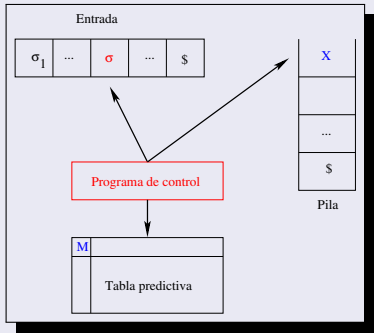 Entrada
σ1 ... σ ... $
X
...
$
Pila
Programa de control
M
Tabla predictiva